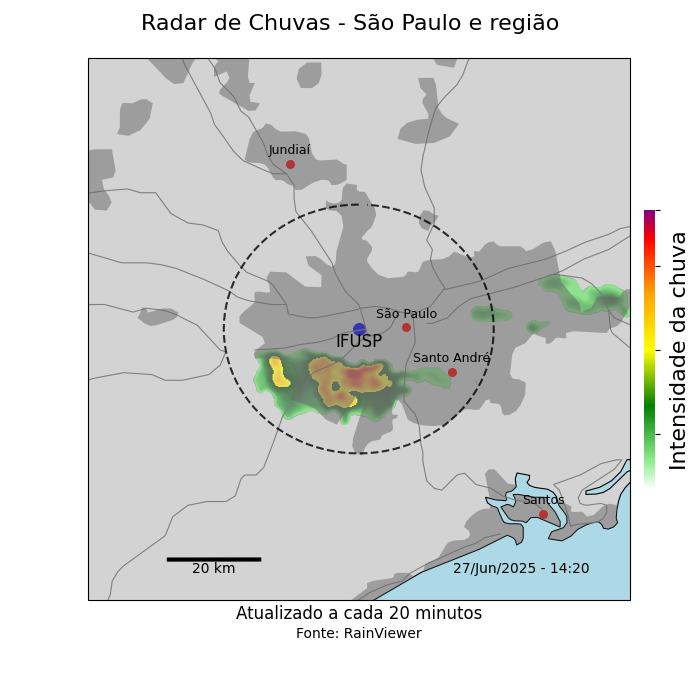 Radar de Chuvas - São Paulo e região
Jundiaí
São Paulo
IFUSP
Santo André
Intensidade da chuva
Santos
20 km
27/Jun/2025 - 14:20
Atualizado a cada 20 minutos
Fonte: RainViewer